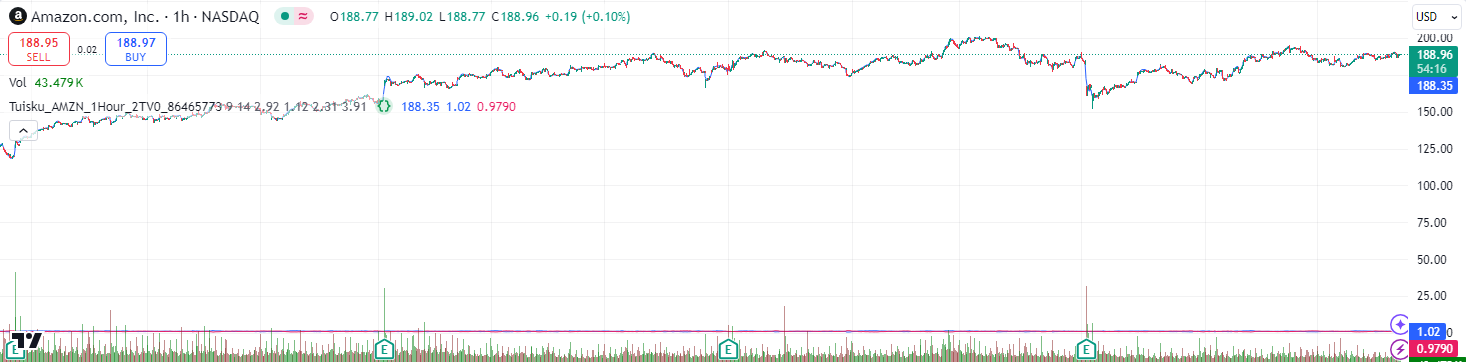 a Amazon.com, Inc. · 1h · NASDAQ O188.77 H189.02 L188.77 C188.96 +0.19 (+0.10%)
USD
200.00
188.95 SELL 0.02 188.97 BUY
188.96
54:16
188.35
Vol 43.479 K
Tuisku_AMZN_1Hour_2TV0_86465773 9 14 2.92 1.12 2.31 3.91 {} 188.35 1.02 0.9790
150.00
125.00
100.00
75.00
50.00
25.00
1.02
0.9790
E E E E